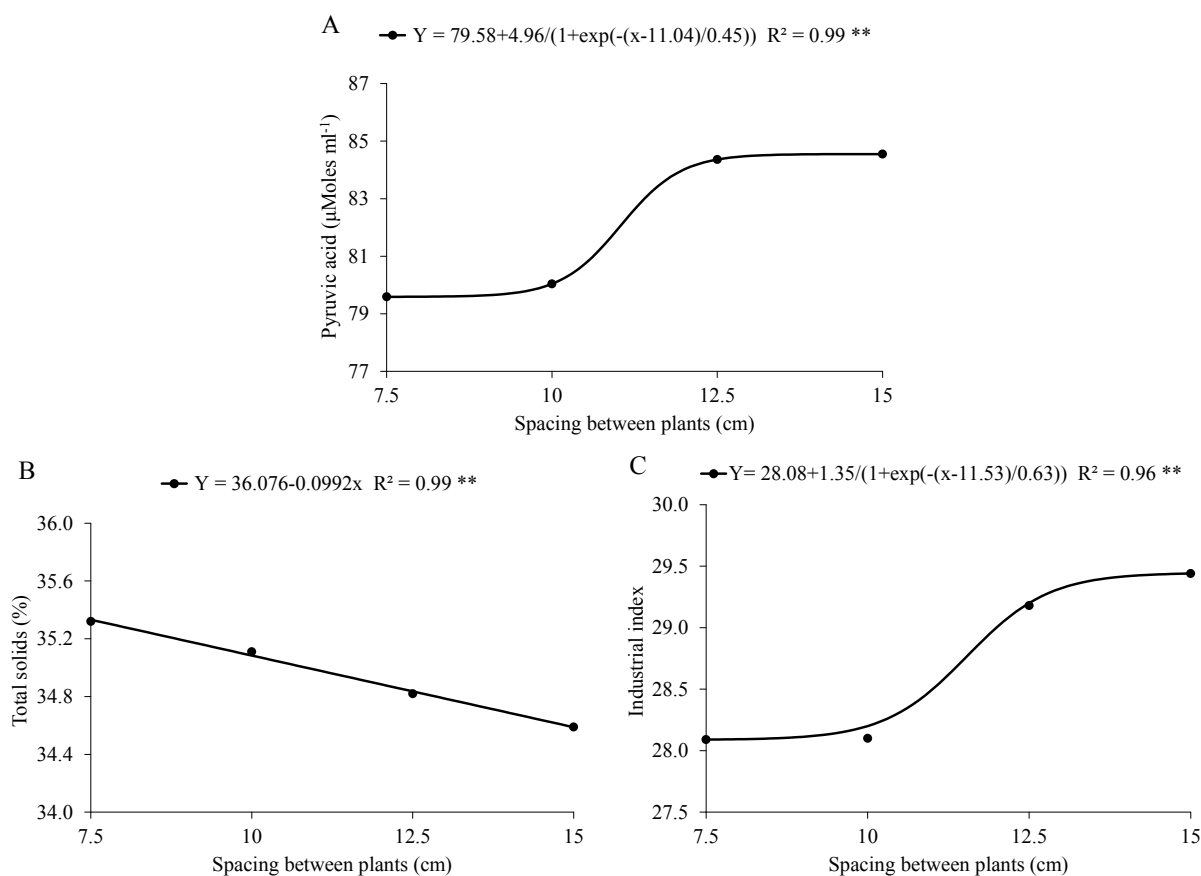 A
Y = 79.58+4.96/(1+exp(-(x-11.04)/0.45)) R² = 0.99 **
87
85
83
81
79
77
Pyruvic acid (µMoles ml⁻¹)
7.5 10 12.5 15
Spacing between plants (cm)
B
Y = 36.076-0.0992x R² = 0.99 **
36.0
35.6
35.2
34.8
34.4
34.0
Total solids (%)
7.5 10 12.5 15
Spacing between plants (cm)
C
Y= 28.08+1.35/(1+exp(-(x-11.53)/0.63)) R² = 0.96 **
30.0
29.5
29.0
28.5
28.0
27.5
Industrial index
7.5 10 12.5 15
Spacing between plants (cm)